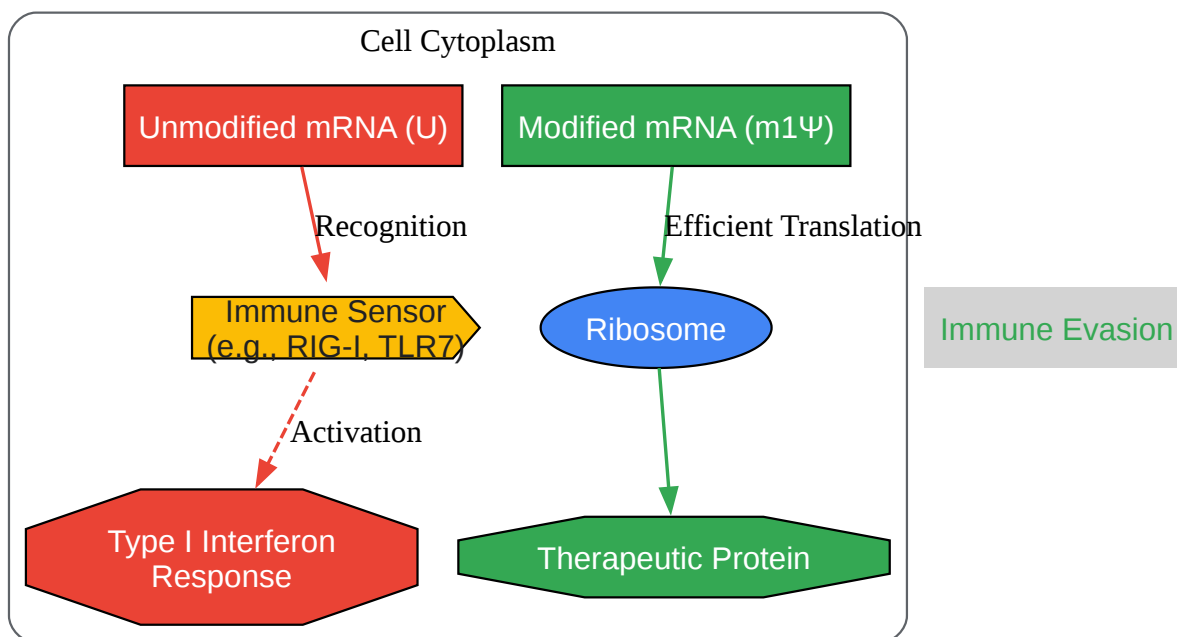 Cell Cytoplasm
Unmodified mRNA (U)
Modified mRNA (m1Ψ)
Recognition
Efficient Translation
Immune Sensor
(e.g., RIG-I, TLR7)
Ribosome
Immune Evasion
Activation
Type I Interferon
Response
Therapeutic Protein